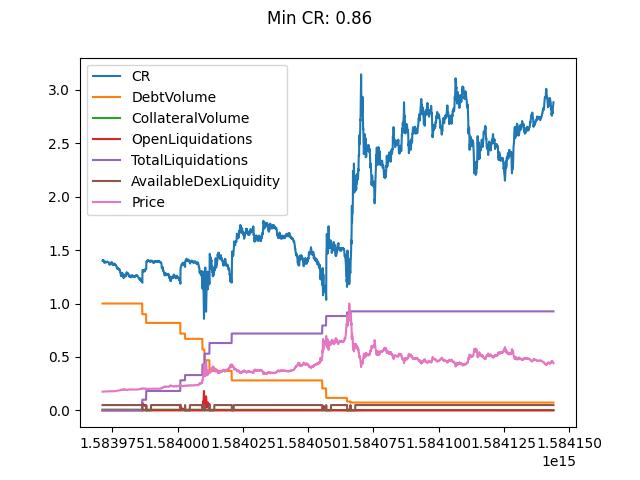 Min CR: 0.86
CR
DebtVolume
CollateralVolume
OpenLiquidations
TotalLiquidations
AvailableDexLiquidity
Price
3.0
2.5
2.0
1.5
1.0
0.5
0.0
1.583975 1.584000 1.584025 1.584050 1.584075 1.584100 1.584125 1.584150
1e15